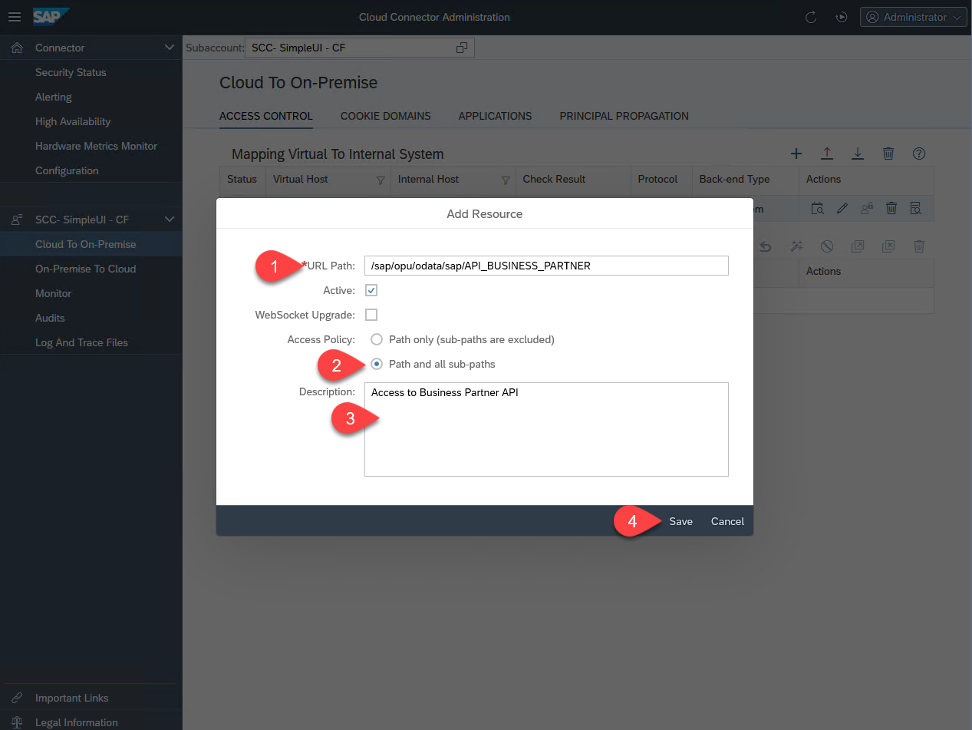 SAP
Cloud Connector Administration
Administrator
Connector
Security Status
Alerting
High Availability
Hardware Metrics Monitor
Configuration
SCC- SimpleUI - CF
Cloud To On-Premise
On-Premise To Cloud
Monitor
Audits
Log And Trace Files
Important Links
Legal Information
Subaccount: SCC- SimpleUI - CF
Cloud To On-Premise
ACCESS CONTROL COOKIE DOMAINS APPLICATIONS PRINCIPAL PROPAGATION
Mapping Virtual To Internal System
Status Virtual Host Internal Host Check Result Protocol Back-end Type Actions
Actions
Add Resource
1 *URL Path: /sap/opu/odata/sap/API_BUSINESS_PARTNER
Active:
WebSocket Upgrade:
Access Policy: Path only (sub-paths are excluded)
2 Path and all sub-paths
Description: Access to Business Partner API
3
4 Save Cancel